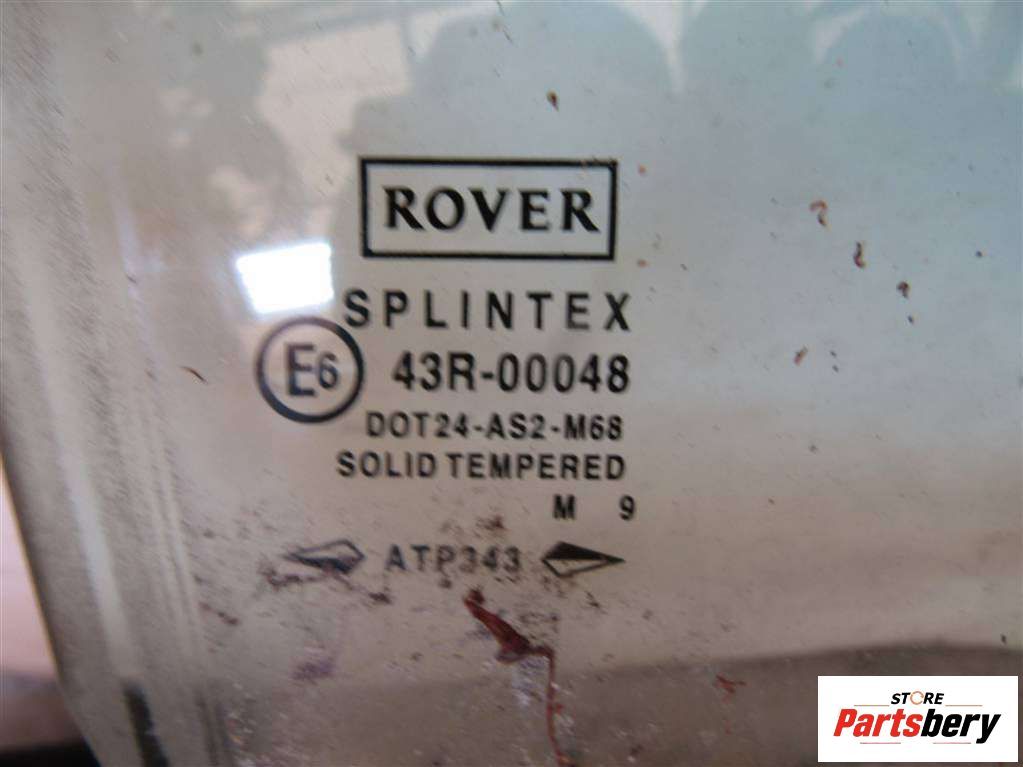 ROVER
SPLINTEX
E6 43R-00048
DOT24-AS2-M68
SOLID TEMPERED
M 9
ATP343
STORE
Partsbery